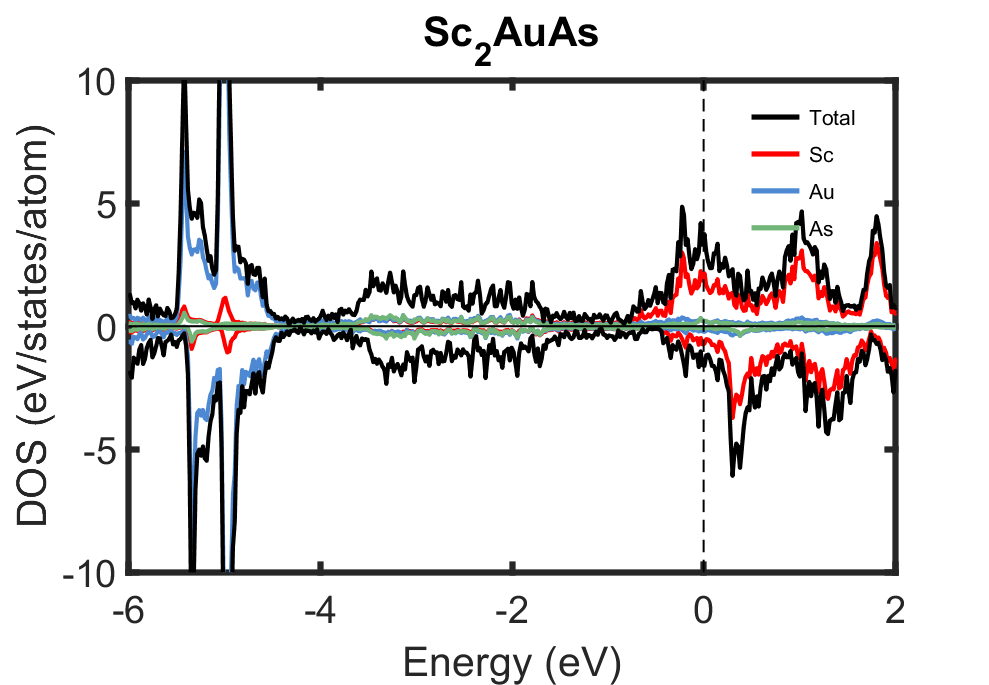 Sc₂AuAs
DOS (eV/states/atom)
10
5
0
-5
-10
Total
Sc
Au
As
-6 -4 -2 0 2
Energy (eV)